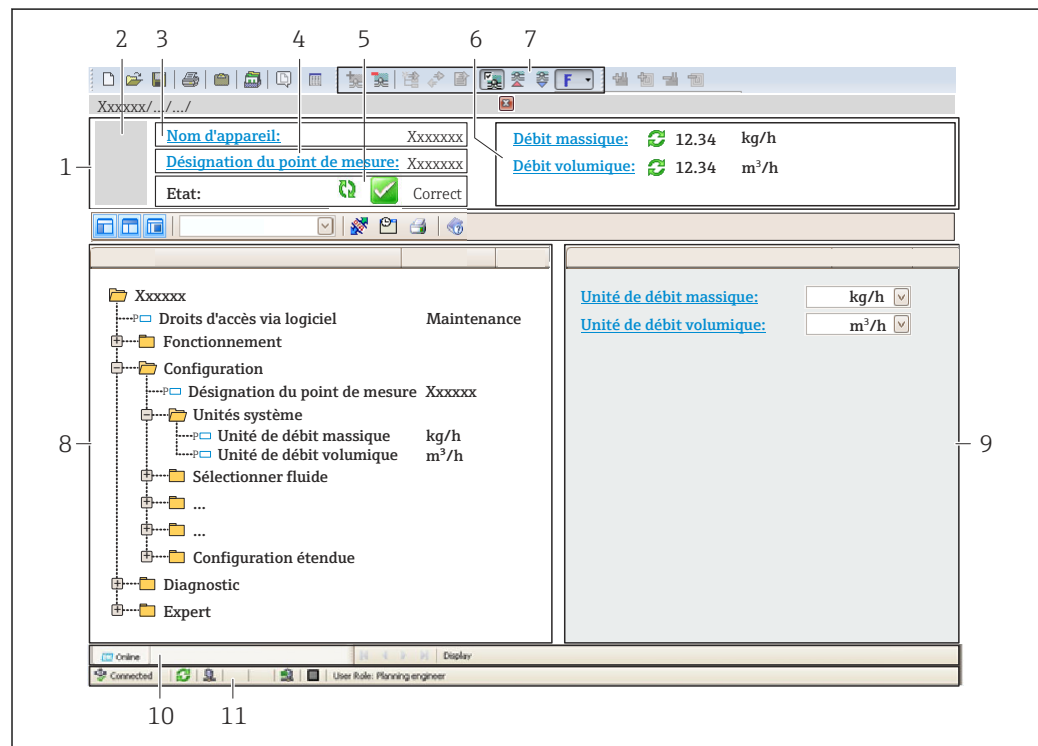 2 3 4 5 6 7
F
Xxxxxx/.../.../
1
Nom d'appareil: Xxxxxxx
Désignation du point de mesure: Xxxxxxx
Etat: Correct
Débit massique: 12.34 kg/h
Débit volumique: 12.34 m³/h
Xxxxxx
P Droits d'accès via logiciel Maintenance
Fonctionnement
Configuration
P Désignation du point de mesure Xxxxxx
Unités système
P Unité de débit massique kg/h
P Unité de débit volumique m³/h
Sélectionner fluide
...
...
Configuration étendue
Diagnostic
Expert
8
Unité de débit massique: kg/h
Unité de débit volumique: m³/h
9
Online Display
Connected User Role: Planning engineer
10 11